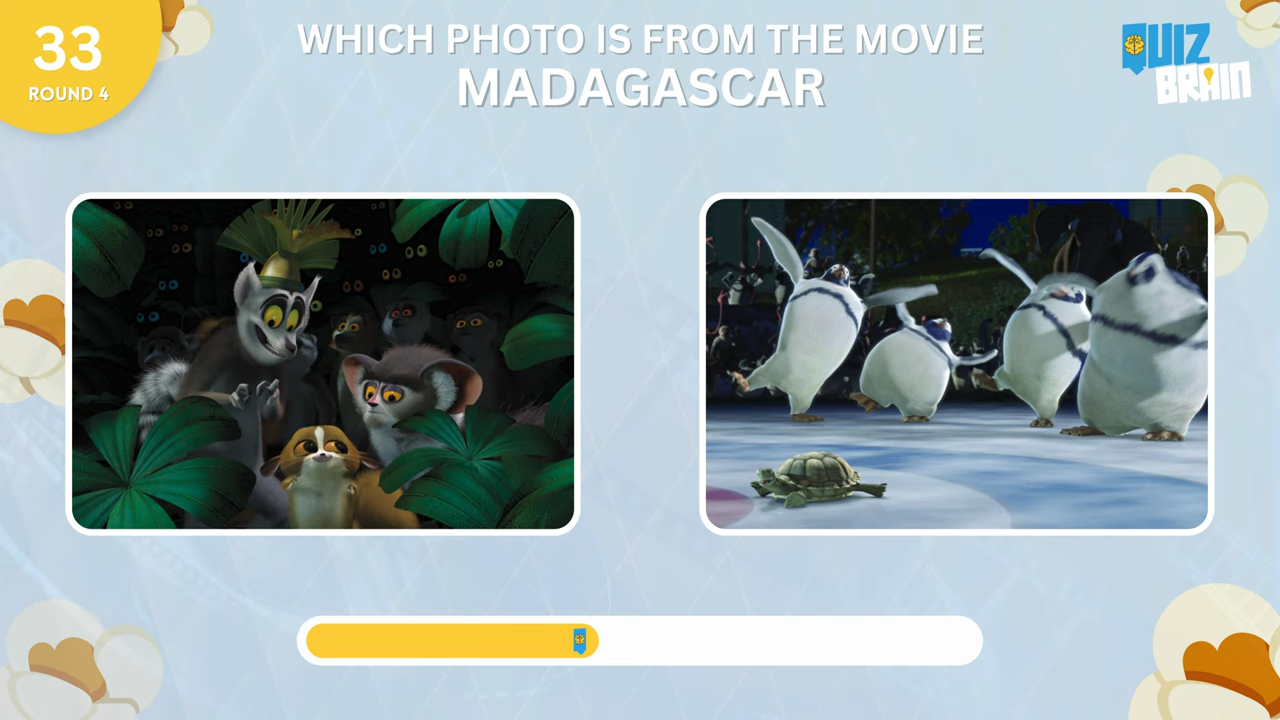 33
ROUND 4
WHICH PHOTO IS FROM THE MOVIE
MADAGASCAR
QUIZ
BRAIN